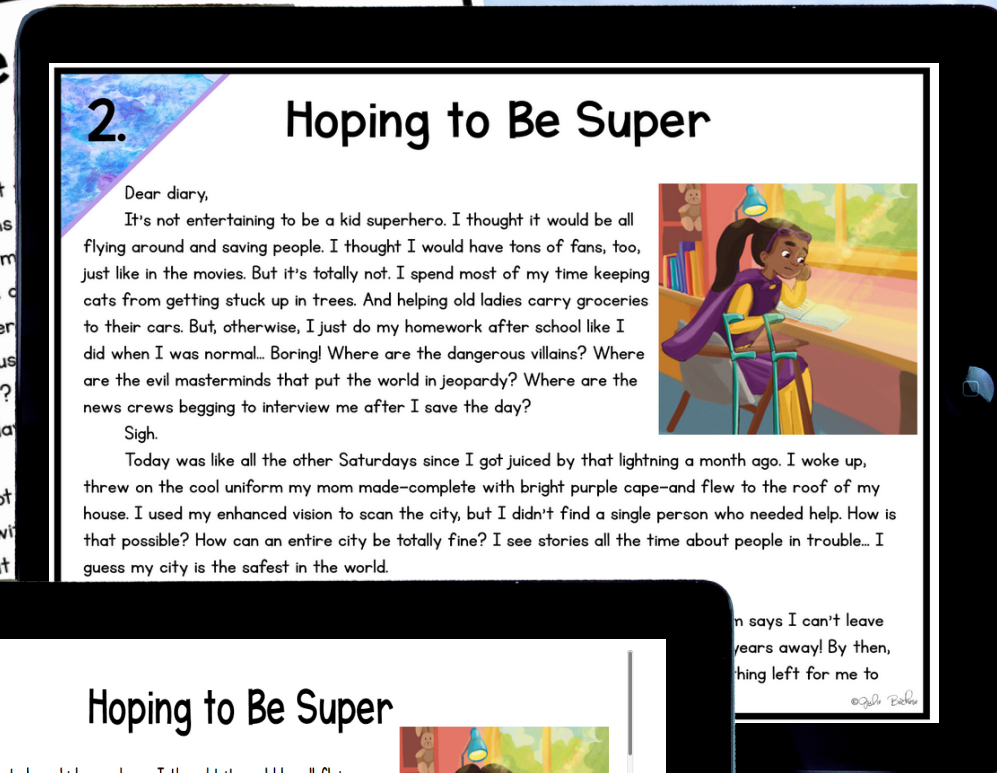 2.
Hoping to Be Super
Dear diary,
It's not entertaining to be a kid superhero. I thought it would be all
flying around and saving people. I thought I would have tons of fans, too,
just like in the movies. But it's totally not. I spend most of my time keeping
cats from getting stuck up in trees. And helping old ladies carry groceries
to their cars. But, otherwise, I just do my homework after school like I
did when I was normal... Boring! Where are the dangerous villains? Where
are the evil masterminds that put the world in jeopardy? Where are the
news crews begging to interview me after I save the day?
Sigh.
Today was like all the other Saturdays since I got juiced by that lightning a month ago. I woke up,
threw on the cool uniform my mom made–complete with bright purple cape–and flew to the roof of my
house. I used my enhanced vision to scan the city, but I didn't find a single person who needed help. How is
that possible? How can an entire city be totally fine? I see stories all the time about people in trouble... I
guess my city is the safest in the world.
says I can't leave
years away! By then,
left for me to
Hoping to Be Super